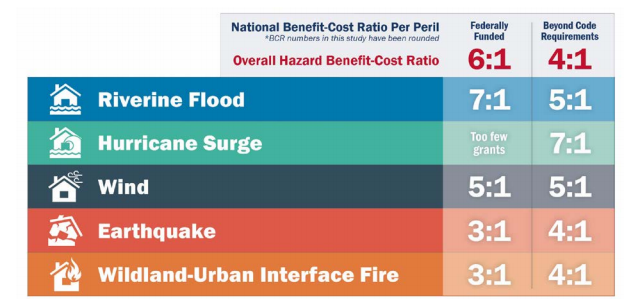 National Benefit-Cost Ratio Per Peril
*BCR numbers in this study have been rounded
Federally
Funded
Beyond Code
Requirements
Overall Hazard Benefit-Cost Ratio 6:1 4:1
Riverine Flood 7:1 5:1
Hurricane Surge Too few
grants 7:1
Wind 5:1 5:1
Earthquake 3:1 4:1
Wildland-Urban Interface Fire 3:1 4:1